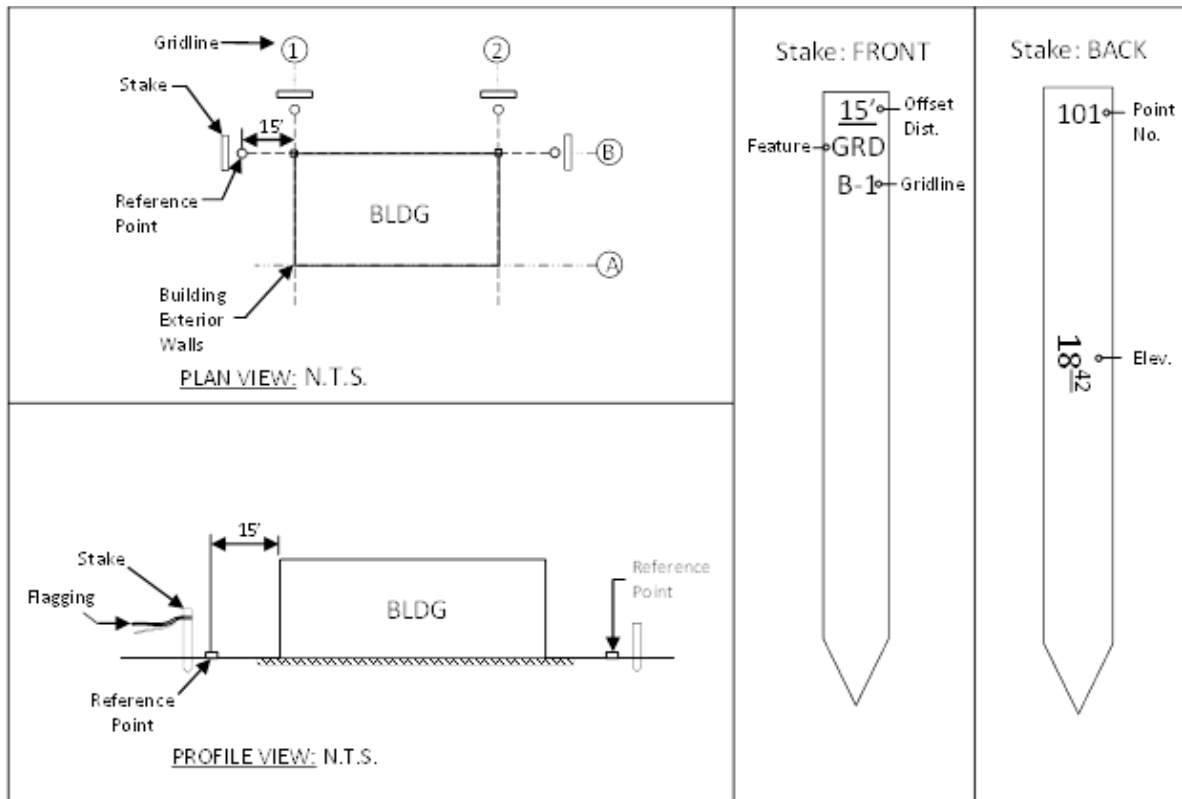 Gridline
1
2
Stake
15'
B
Reference
Point
BLDG
A
Building
Exterior
Walls
PLAN VIEW: N.T.S.
15'
Stake
Flagging
BLDG
Reference
Point
Reference
Point
PROFILE VIEW: N.T.S.
Stake: FRONT
15'
Offset
Dist.
Feature
GRD
B-1
Gridline
Stake: BACK
101
Point
No.
18 42
Elev.